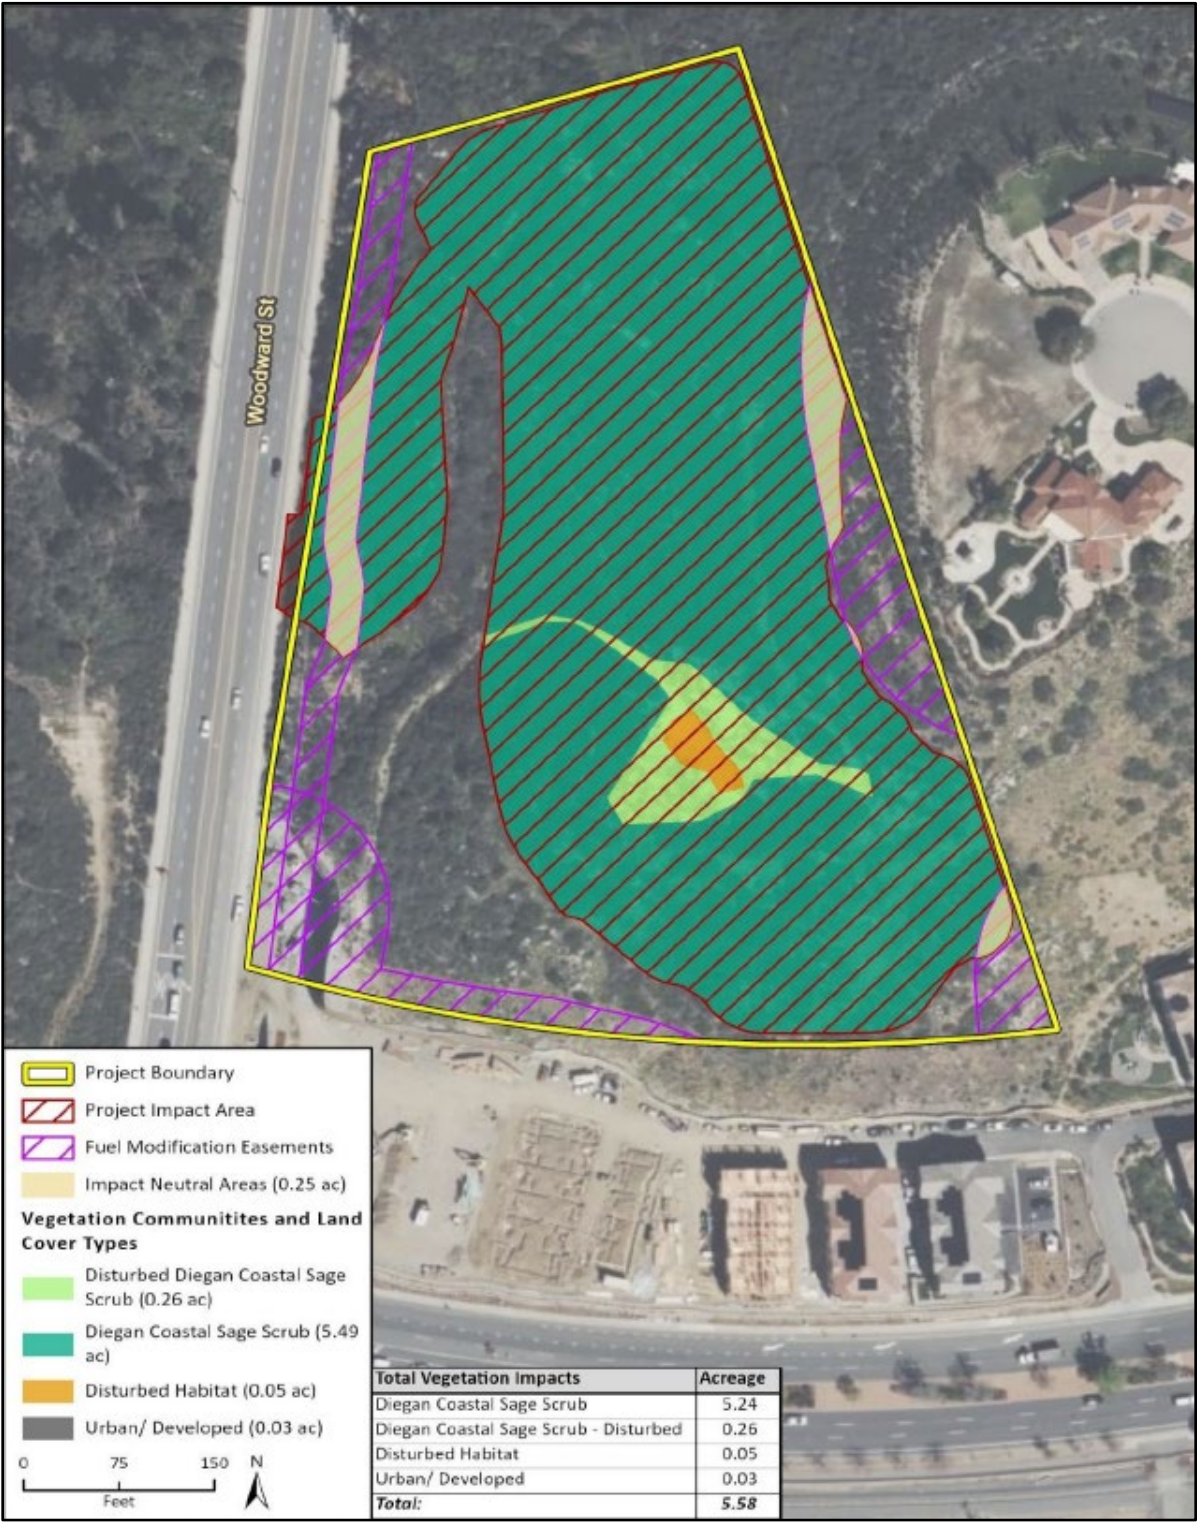 Woodward St
Project Boundary
Project Impact Area
Fuel Modification Easements
Impact Neutral Areas (0.25 ac)
Vegetation Communitites and Land
Cover Types
Disturbed Diegan Coastal Sage
Scrub (0.26 ac)
Diegan Coastal Sage Scrub (5.49
ac)
Disturbed Habitat (0.05 ac)
Urban/ Developed (0.03 ac)
0 75 150 N
Feet
Total Vegetation Impacts Acreage
Diegan Coastal Sage Scrub 5.24
Diegan Coastal Sage Scrub - Disturbed 0.26
Disturbed Habitat 0.05
Urban/ Developed 0.03
Total: 5.58